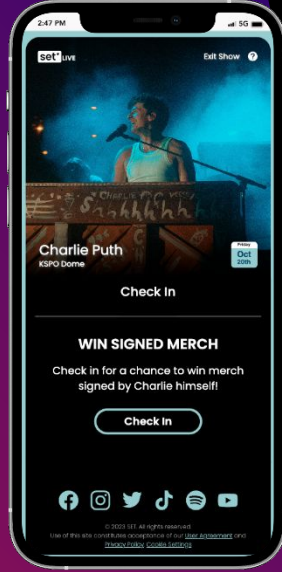 2:47 PM
5G
set* LIVE
Exit Show
?
Charlie Puth
KSPO Dome
Friday
Oct
20th
Check In
WIN SIGNED MERCH
Check in for a chance to win merch
signed by Charlie himself!
Check In
© 2023 SET. All rights reserved.
Use of this site constitutes acceptance of our User Agreement and
Privacy Policy. Cookie Settings